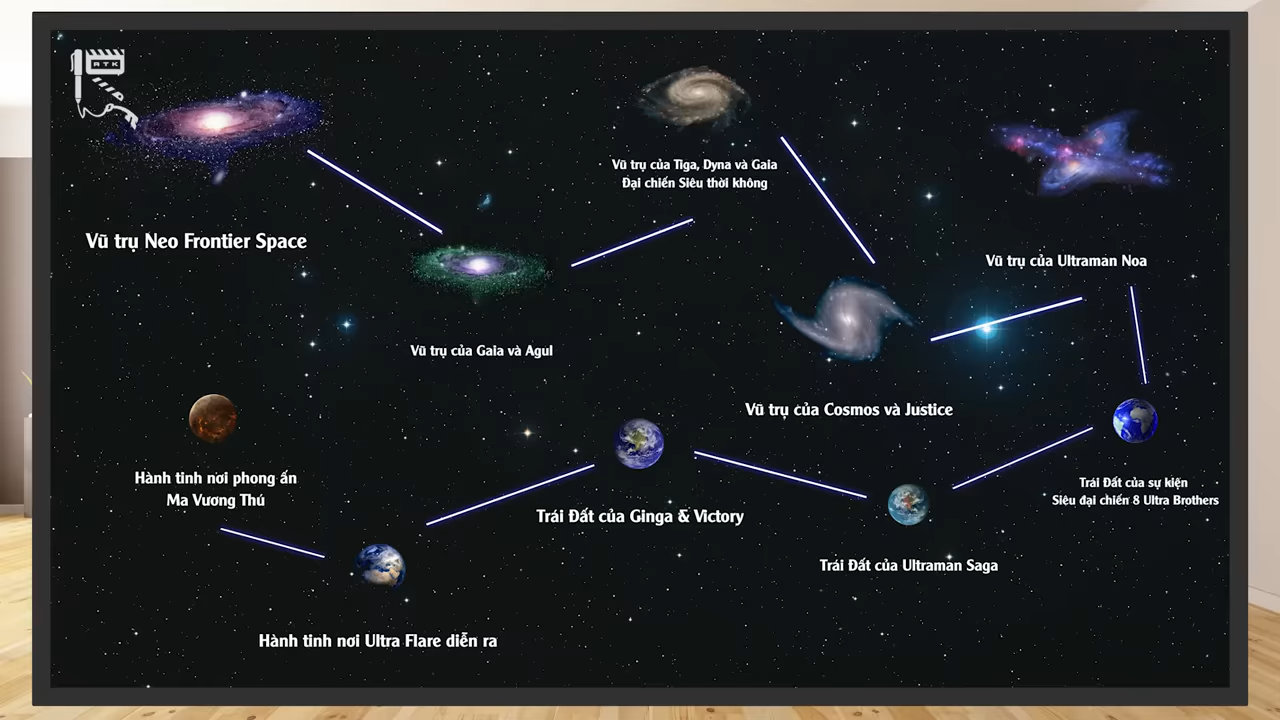 RTK
Vũ trụ của Tiga, Dyna và Gaia
Đại chiến Siêu thời không
Vũ trụ Neo Frontier Space
Vũ trụ của Ultraman Noa
Vũ trụ của Gaia và Agul
Vũ trụ của Cosmos và Justice
Hành tinh nơi phong ấn
Ma Vương Thú
Trái Đất của sự kiện
Siêu đại chiến 8 Ultra Brothers
Trái Đất của Ginga & Victory
Trái Đất của Ultraman Saga
Hành tinh nơi Ultra Flare diễn ra